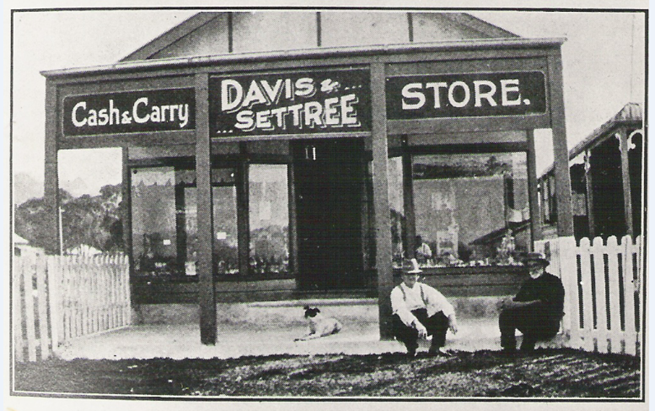 Cash & Carry
DAVIS &
SETTREE
STORE.